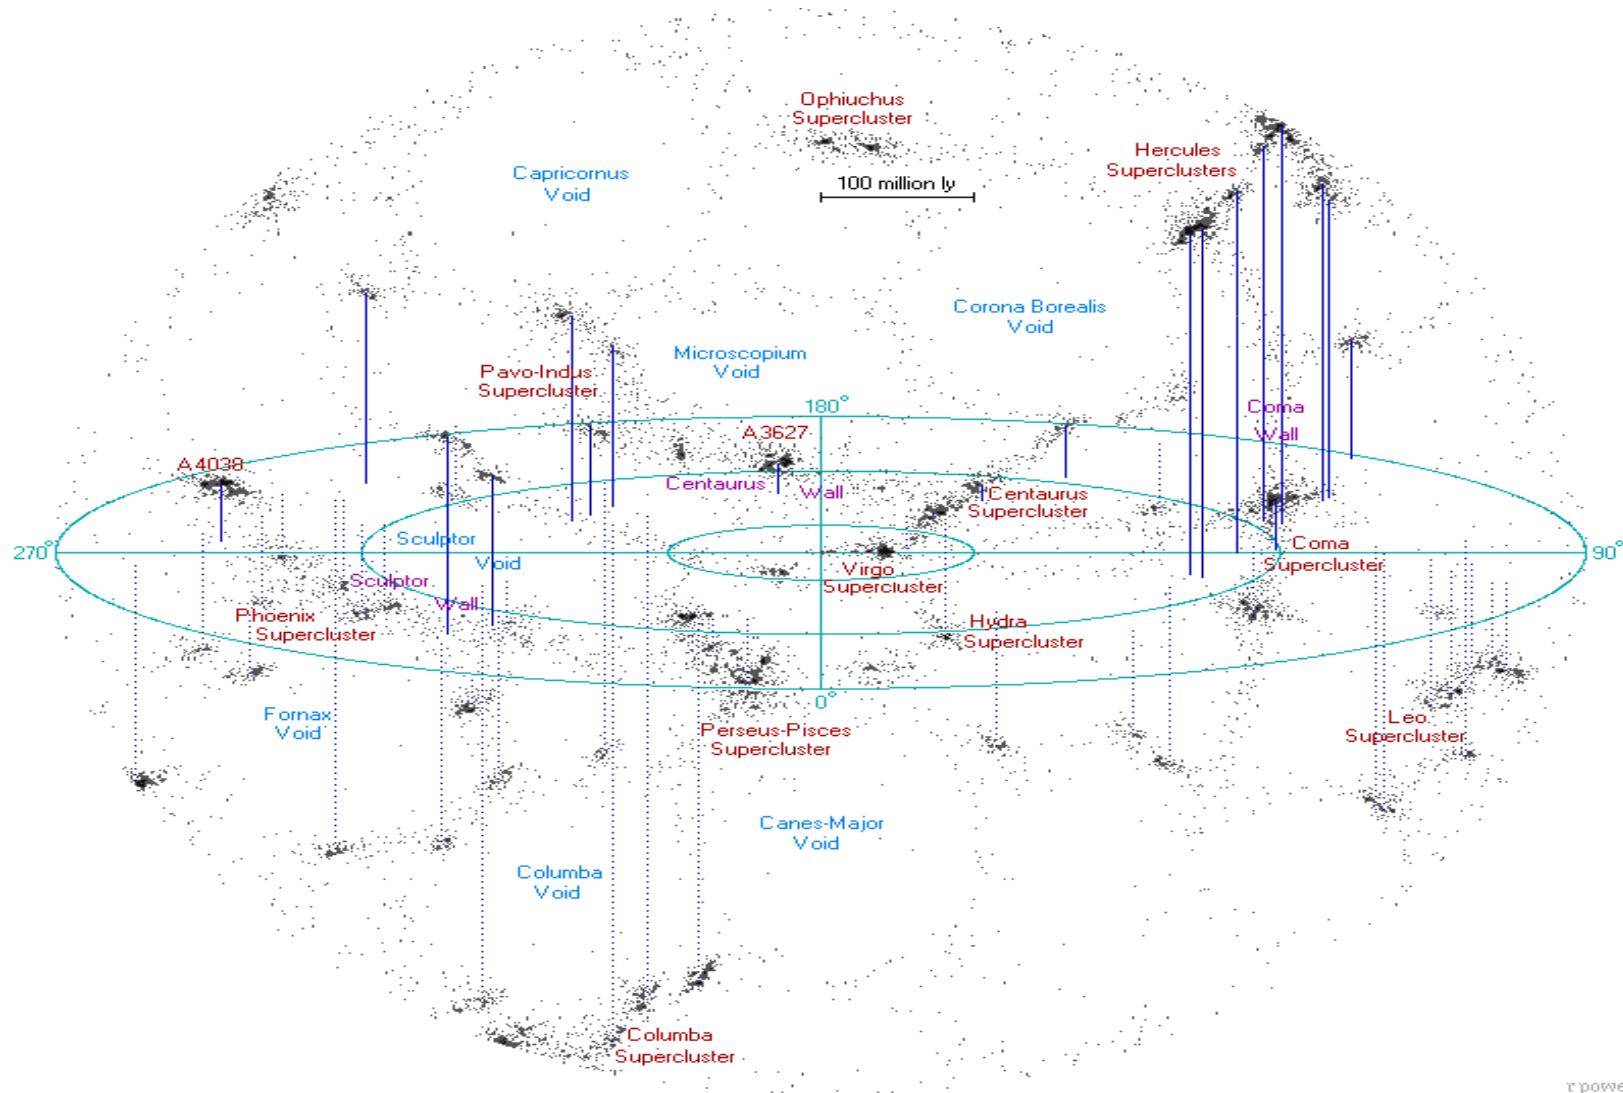 Ophiuchus
Supercluster
Hercules
Superclusters
Capricornus
Void
100 million ly
Corona Borealis
Void
Microscopium
Void
Pavo-Indus
Supercluster
180°
Coma
Wall
A3627
A4038
Centaurus
Wall
Centaurus
Supercluster
Sculptor
Void
270°
90°
Coma
Supercluster
Virgo
Supercluster
Sculptor
Wall
Phoenix
Supercluster
Hydra
Supercluster
0°
Fornax
Void
Perseus-Pisces
Supercluster
Leo
Supercluster
Canes-Major
Void
Columba
Void
Columba
Supercluster